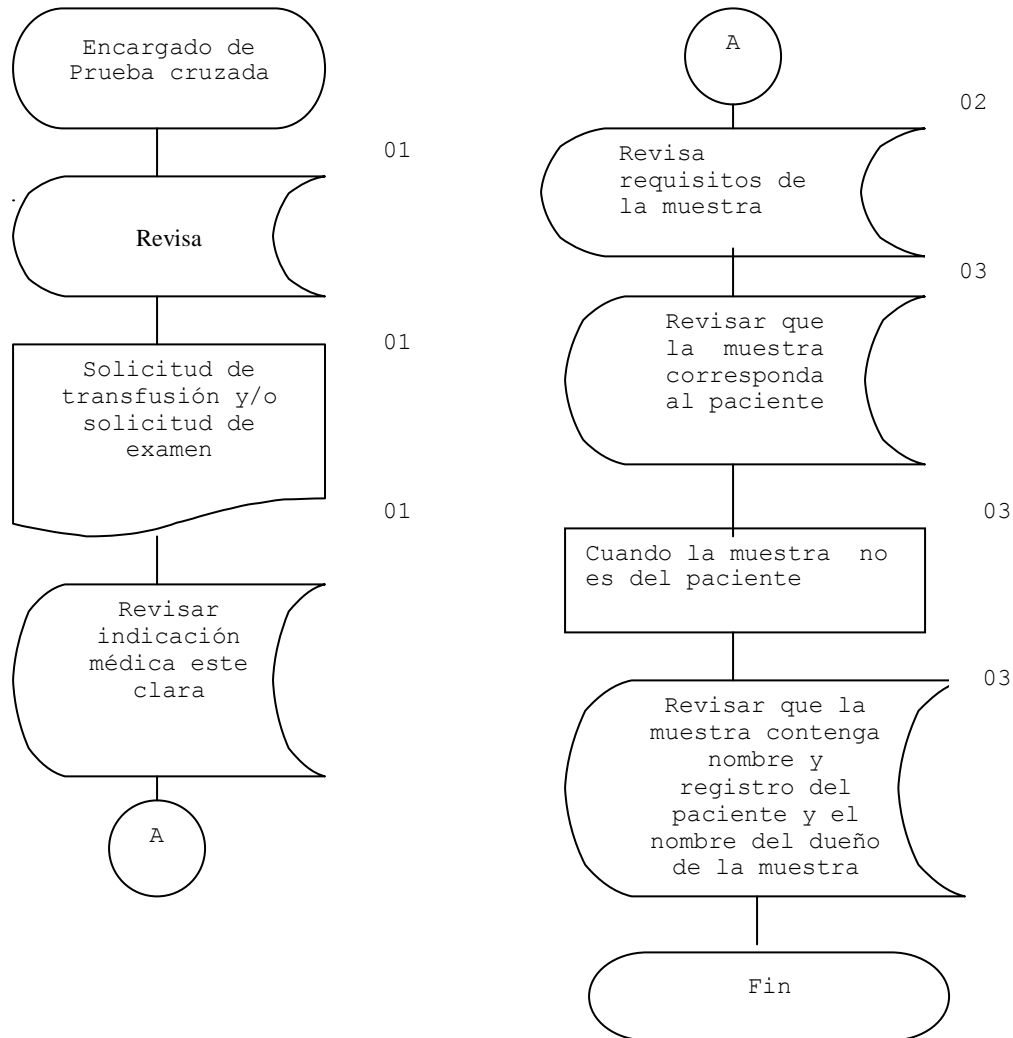 Encargado de
Prueba cruzada
01
Revisa
01
Solicitud de
transfusión y/o
solicitud de
examen
01
Revisar
indicación
médica este
clara
A
A
02
Revisa
requisitos de
la muestra
03
Revisar que
la muestra
corresponda
al paciente
03
Cuando la muestra no
es del paciente
03
Revisar que la
muestra contenga
nombre y
registro del
paciente y el
nombre del dueño
de la muestra
Fin